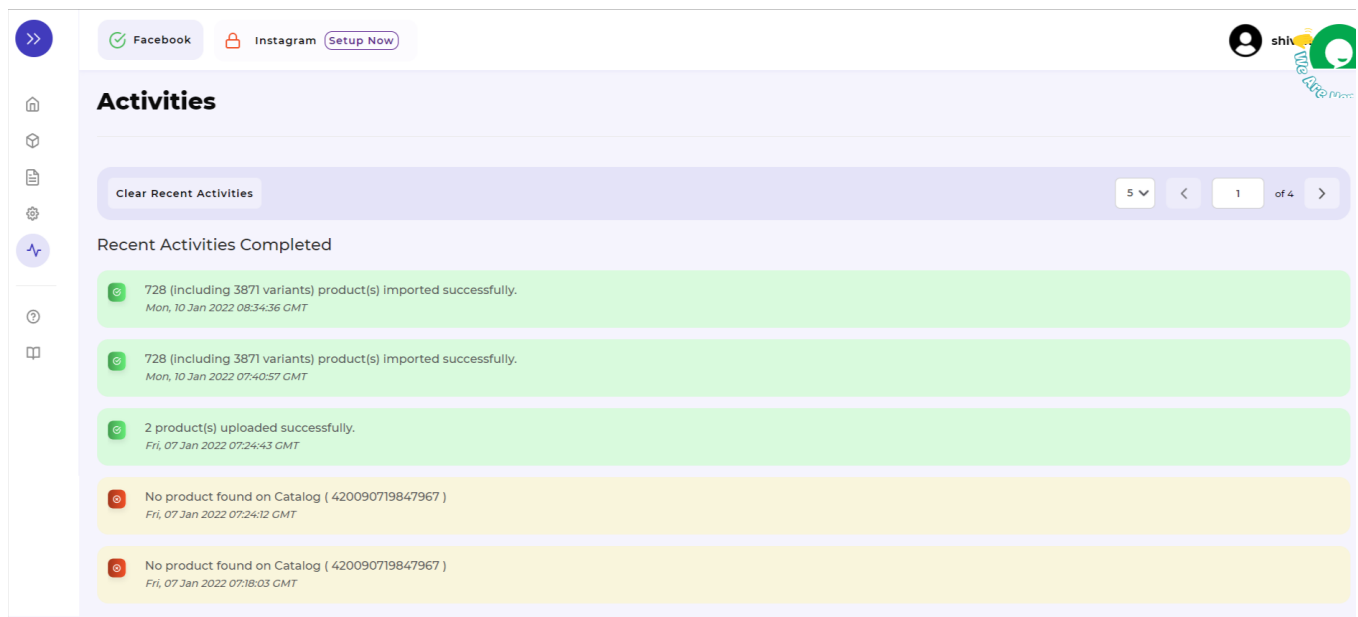 Facebook
Instagram Setup Now
We Are
Activities
Clear Recent Activities
5
1
of 4
Recent Activities Completed
728 (including 3871 variants) product(s) imported successfully.
Mon, 10 Jan 2022 08:34:36 GMT
728 (including 3871 variants) product(s) imported successfully.
Mon, 10 Jan 2022 07:40:57 GMT
2 product(s) uploaded successfully.
Fri, 07 Jan 2022 07:24:43 GMT
No product found on Catalog ( 420090719847967 )
Fri, 07 Jan 2022 07:24:12 GMT
No product found on Catalog ( 420090719847967 )
Fri, 07 Jan 2022 07:18:03 GMT